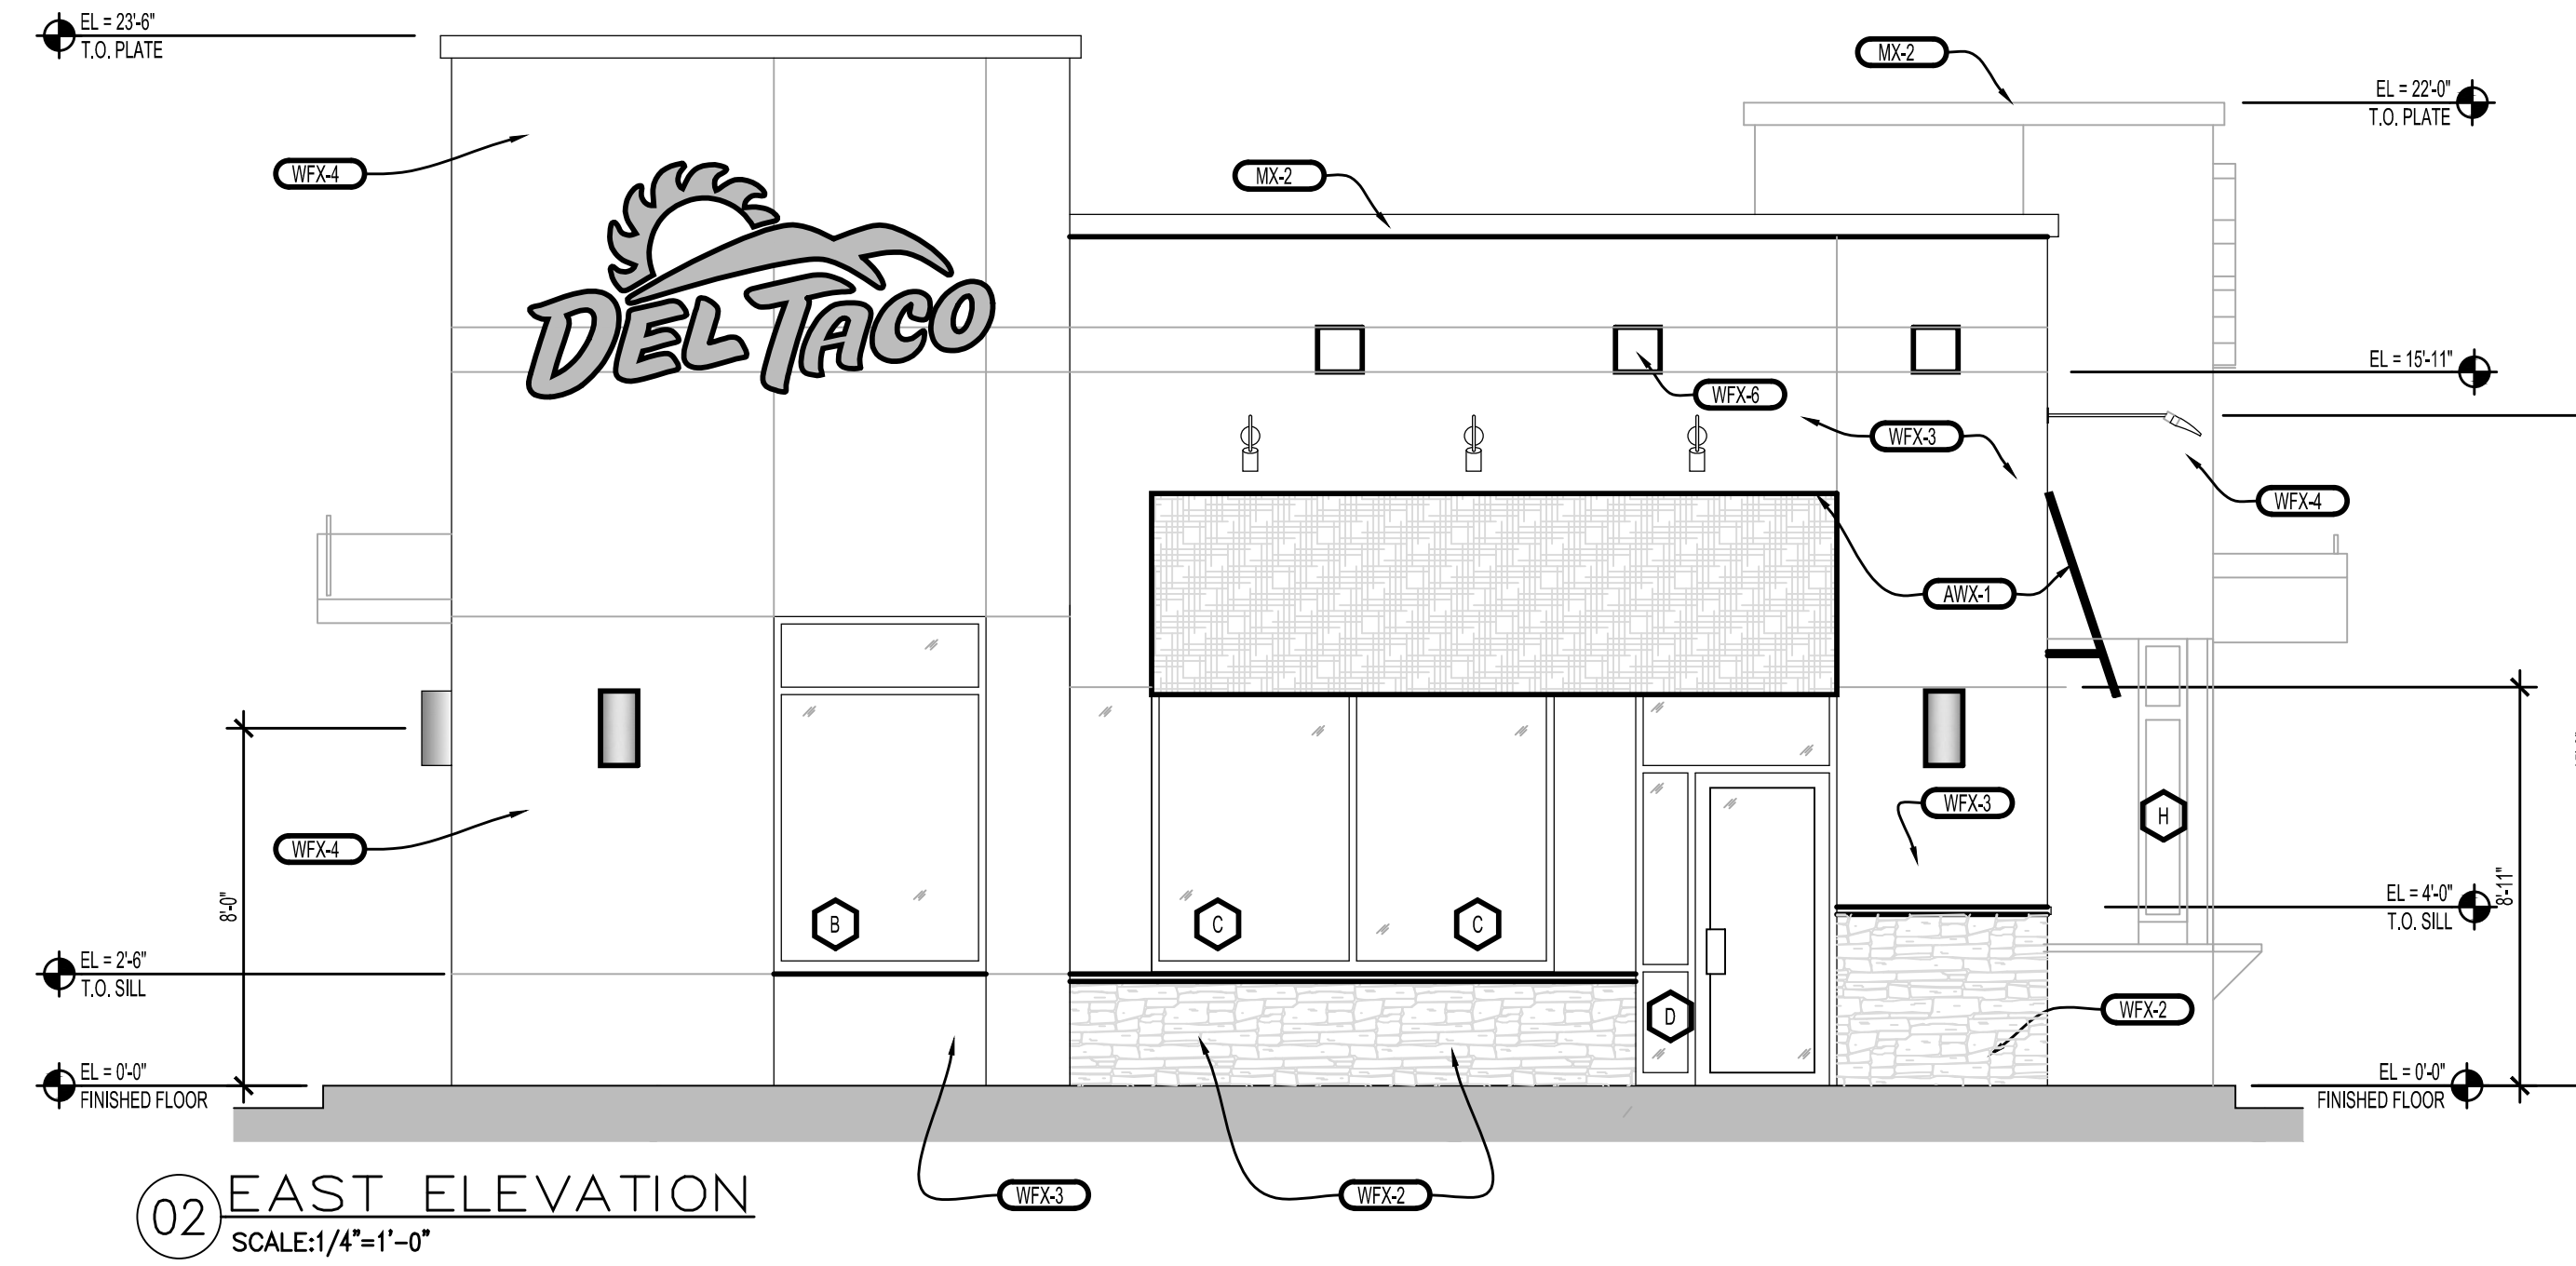 EL = 23'-6"
T.O. PLATE
MX-2
EL = 22'-0"
T.O. PLATE
WFX-4
MX-2
DEL TACO
EL = 15'-11"
WFX-6
WFX-3
WFX-4
AWX-1
WFX-3
H
WFX-4
8'-0"
B
C
C
8'-11"
EL = 4'-0"
T.O. SILL
EL = 2'-6"
T.O. SILL
D
WFX-2
EL = 0'-0"
FINISHED FLOOR
EL = 0'-0"
FINISHED FLOOR
WFX-3
WFX-2
02 EAST ELEVATION
SCALE:1/4"=1'-0"